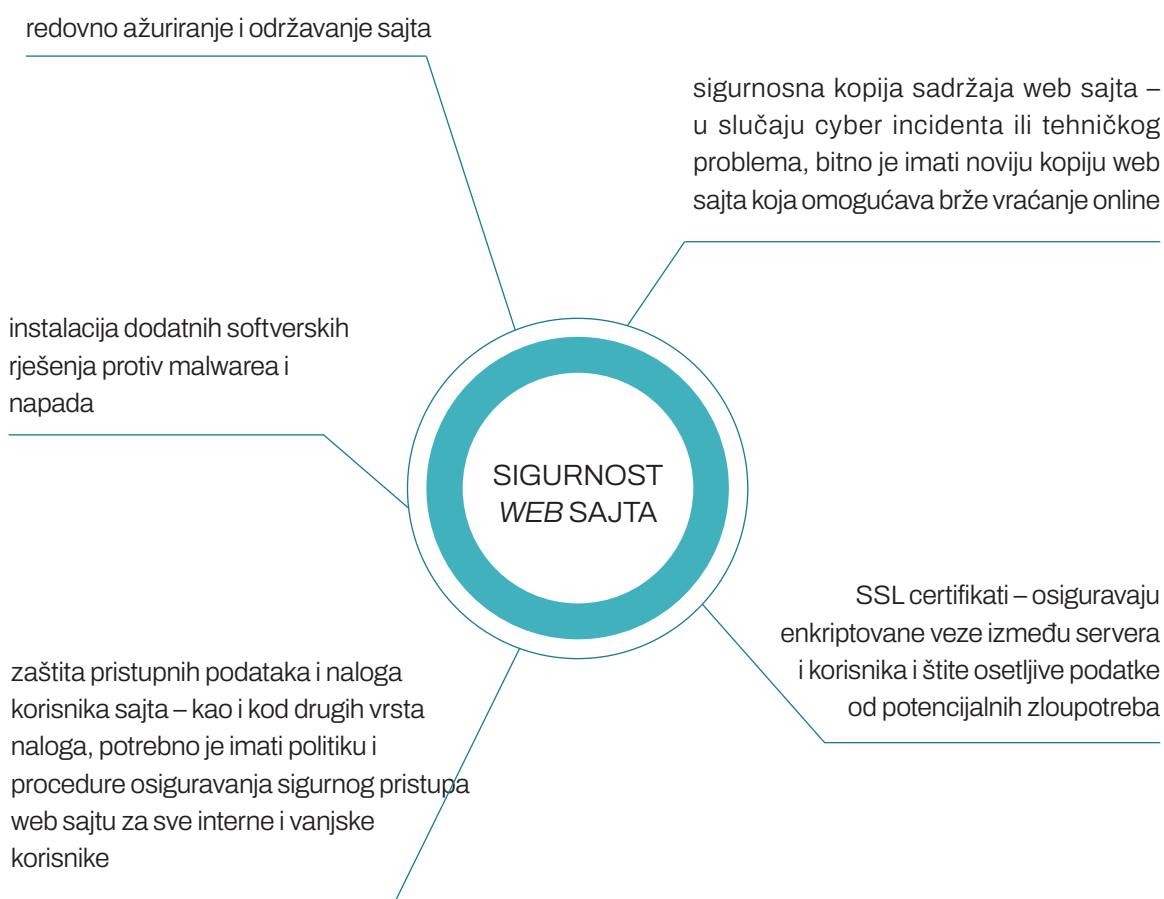 redovno ažuriranje i održavanje sajta
sigurnosna kopija sadržaja web sajta –
u slučaju cyber incidenta ili tehničkog
problema, bitno je imati noviju kopiju web
sajta koja omogućava brže vraćanje online
instalacija dodatnih softverskih
rješenja protiv malwarea i
napada
SIGURNOST
WEB SAJTA
SSL certifikati – osiguravaju
enkriptovane veze između servera
i korisnika i štite osetljive podatke
od potencijalnih zloupotreba
zaštita pristupnih podataka i naloga
korisnika sajta – kao i kod drugih vrsta
naloga, potrebno je imati politiku i
procedure osiguravanja sigurnog pristupa
web sajtu za sve interne i vanjske
korisnike